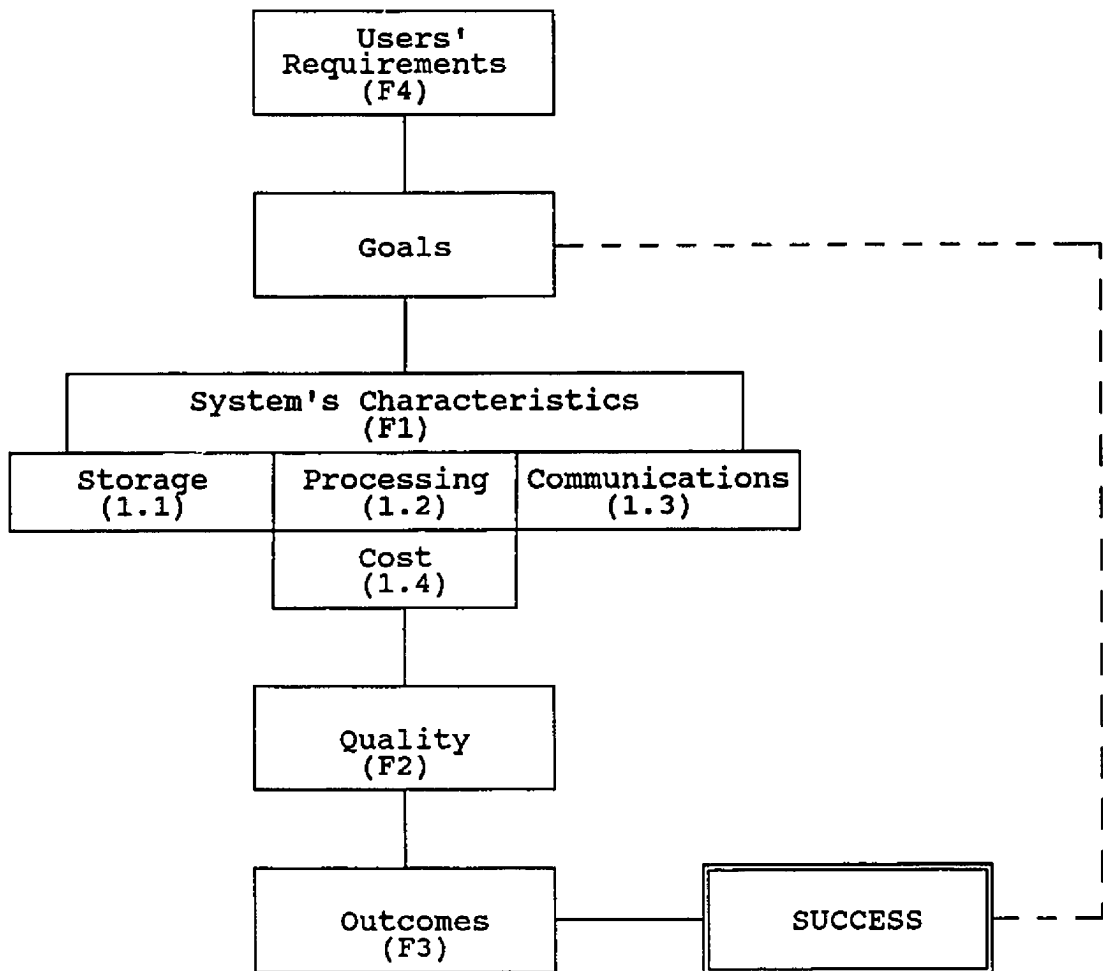 Users'
Requirements
(F4)
Goals
System's Characteristics
(F1)
Storage Processing Communications
(1.1) (1.2) (1.3)
Cost
(1.4)
Quality
(F2)
Outcomes
(F3)
SUCCESS